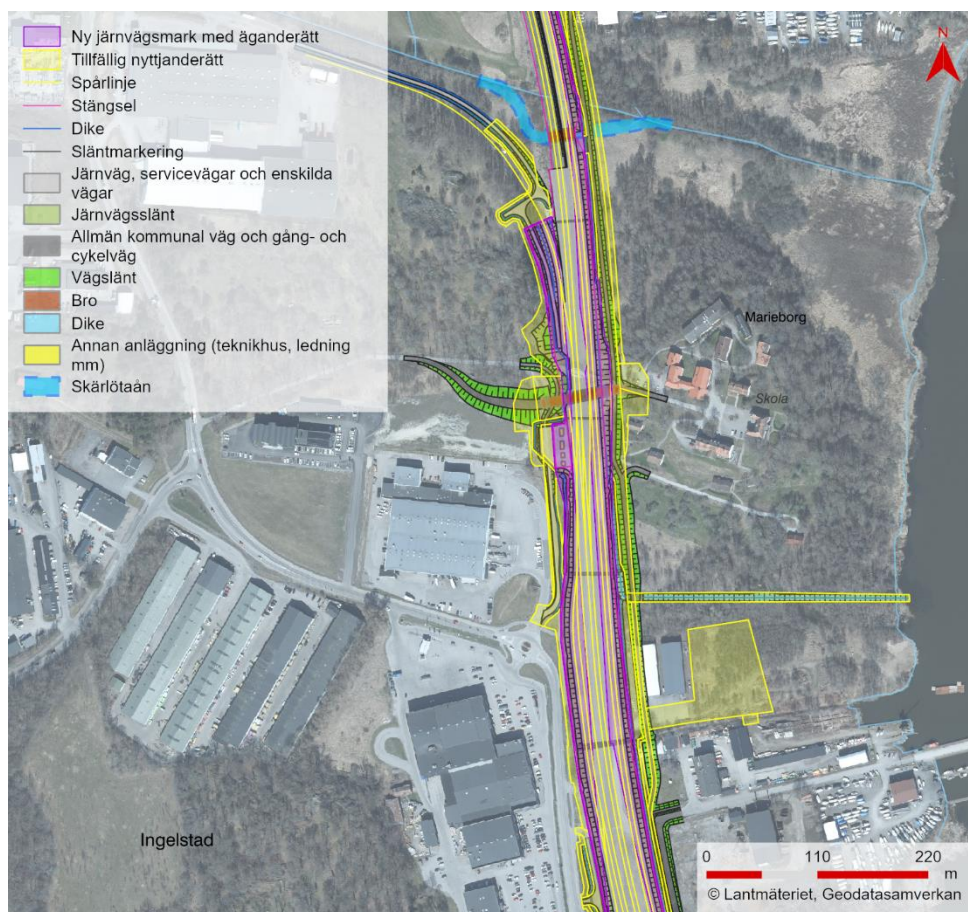 Ny järnvägsmark med äganderätt
Tillfällig nyttjanderätt
Spårlinje
Stängsel
Dike
Släntmarkering
Järnväg, servicevägar och enskilda
vägar
Järnvägsslänt
Allmän kommunal väg och gång- och
cykelväg
Vägslänt
Bro
Dike
Annan anläggning (teknikhus, ledning
mm)
Skärlötaån
N
Marieborg
Skola
Ingelstad
0 110 220
m
© Lantmäteriet, Geodatasamverkan